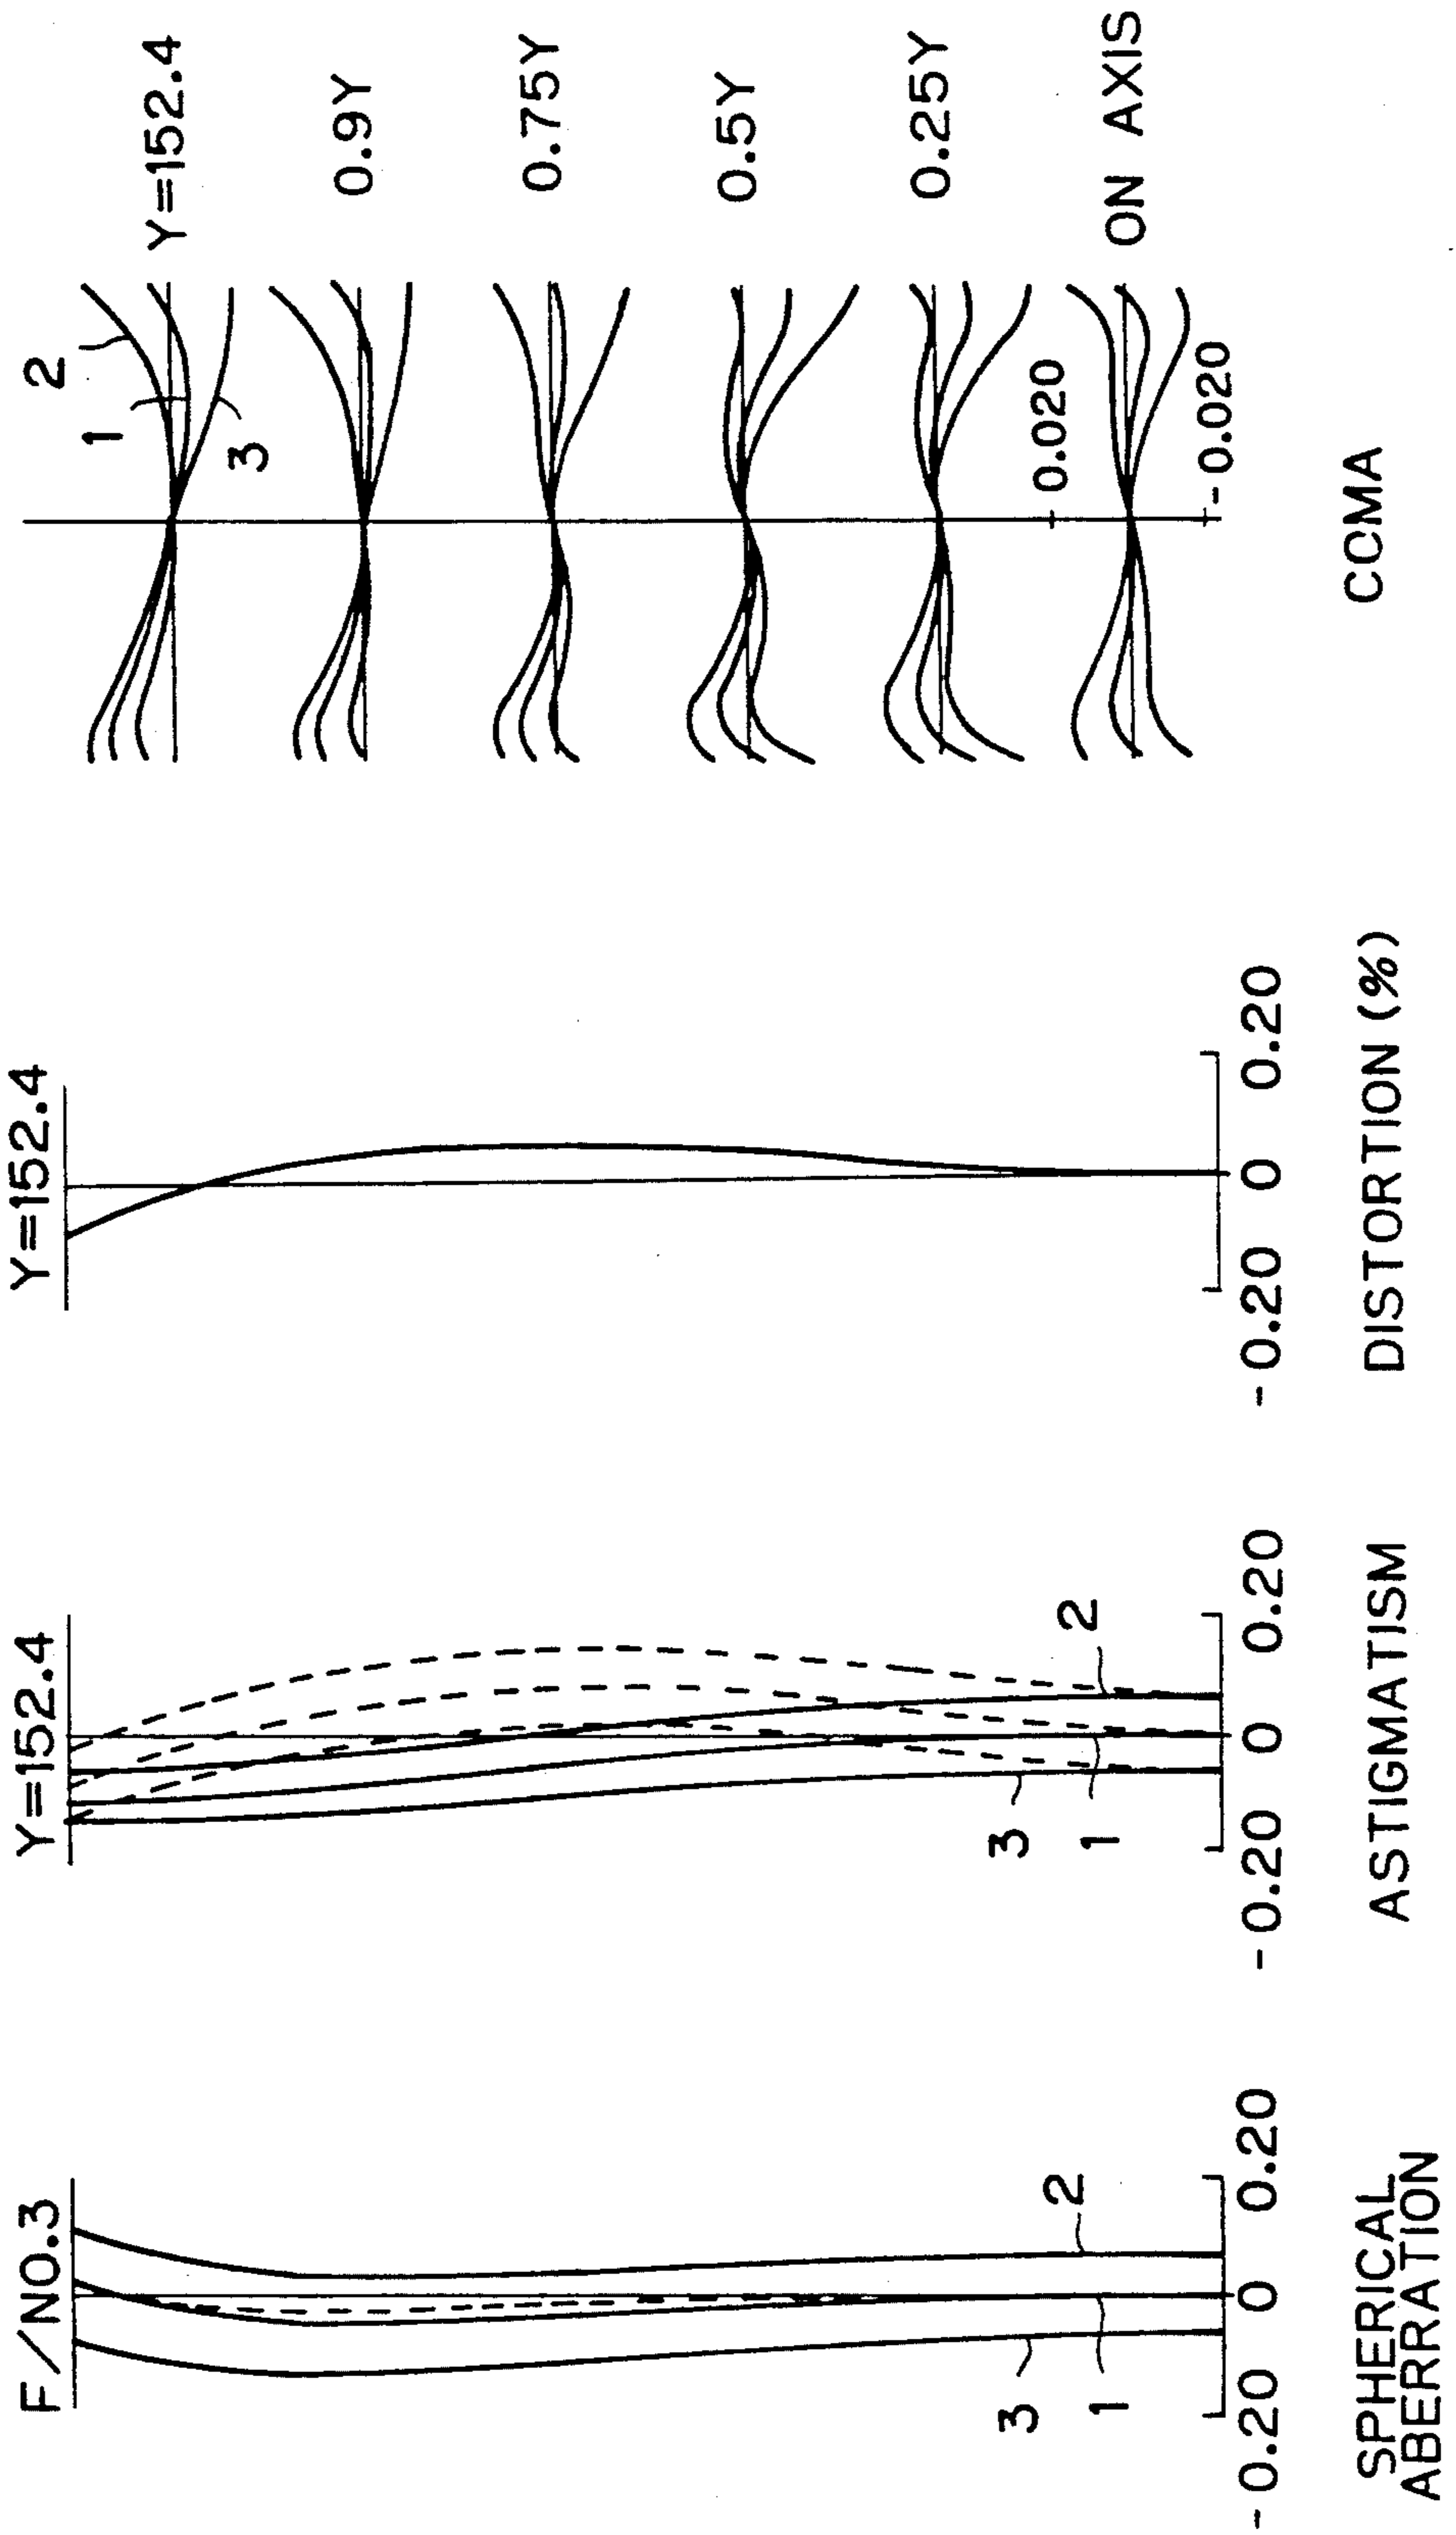 F/NO.3
2
3
1
-0.20 0 0.20
SPHERICAL
ABERRATION
Y=152.4
2
3
1
-0.20 0 0.20
ASTIGMATISM
Y=152.4
-0.20 0 0.20
DISTORTION (%)
2
1
3
Y=152.4
0.9Y
0.75Y
0.5Y
0.25Y
0.020
ON AXIS
-0.020
CCMA